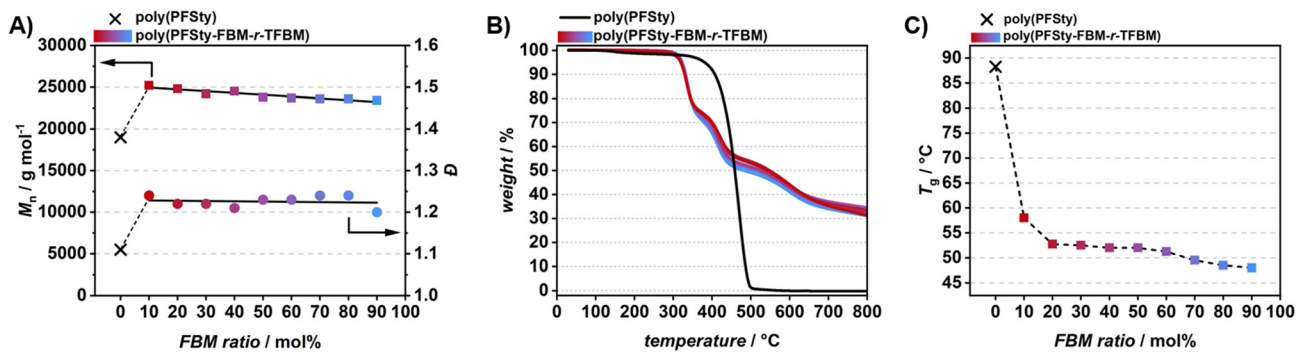 A)
poly(PFSty)
poly(PFSty-FBM-r-TFBM)
30000
25000
20000
15000
10000
5000
0
Mn / g mol-1
1.6
1.5
1.4
1.3
1.2
1.1
1.0
Đ
0 10 20 30 40 50 60 70 80 90 100
FBM ratio / mol%
B)
poly(PFSty)
poly(PFSty-FBM-r-TFBM)
100
90
80
70
60
50
40
30
20
10
0
weight / %
0 100 200 300 400 500 600 700 800
temperature / °C
C)
poly(PFSty)
poly(PFSty-FBM-r-TFBM)
90
85
80
75
70
65
60
55
50
45
Tg / °C
0 10 20 30 40 50 60 70 80 90 100
FBM ratio / mol%